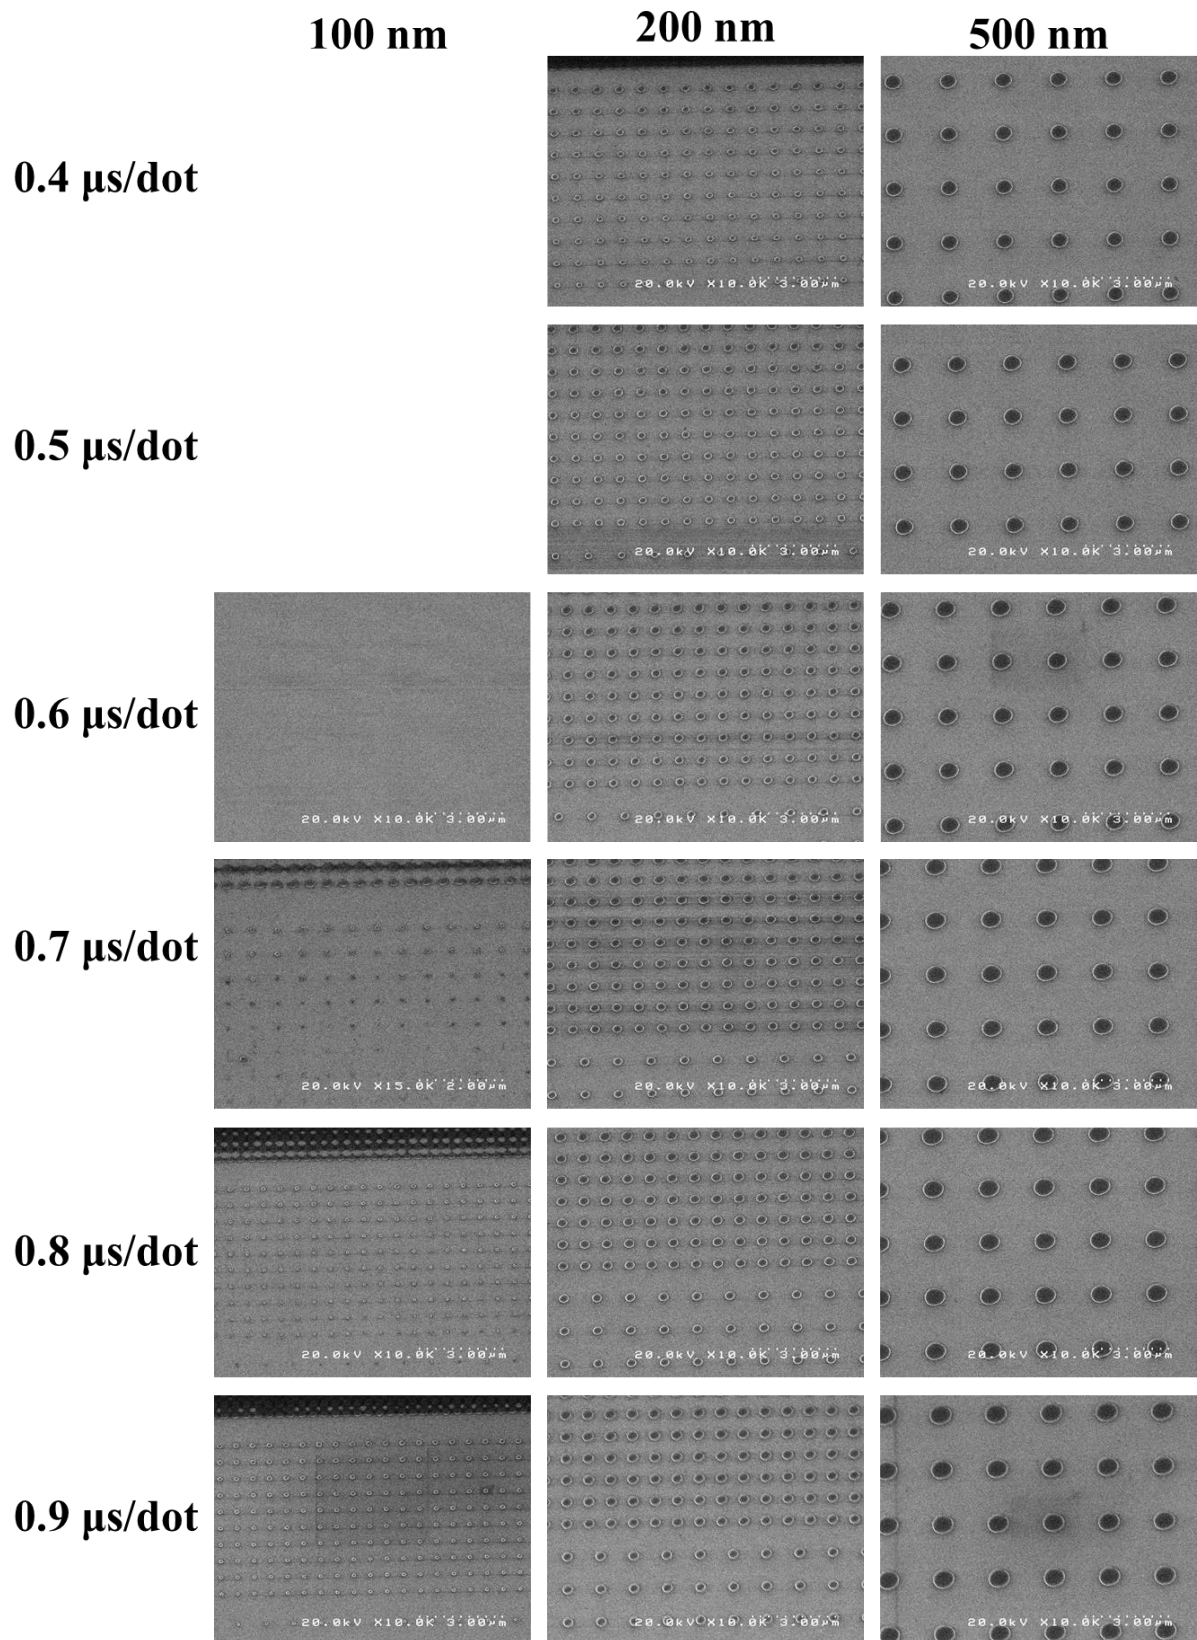 100 nm 200 nm 500 nm
0.4 μs/dot
20.0kV X10.0K 3.00μm 20.0kV X10.0K 3.00μm
0.5 μs/dot
20.0kV X10.0K 3.00μm 20.0kV X10.0K 3.00μm
0.6 μs/dot
20.0kV X10.0K 3.00μm 20.0kV X10.0K 3.00μm 20.0kV X10.0K 3.00μm
0.7 μs/dot
20.0kV X15.0K 2.00μm 20.0kV X10.0K 3.00μm 20.0kV X10.0K 3.00μm
0.8 μs/dot
20.0kV X10.0K 3.00μm 20.0kV X10.0K 3.00μm 20.0kV X10.0K 3.00μm
0.9 μs/dot
20.0kV X10.0K 3.00μm 20.0kV X10.0K 3.00μm 20.0kV X10.0K 3.00μm